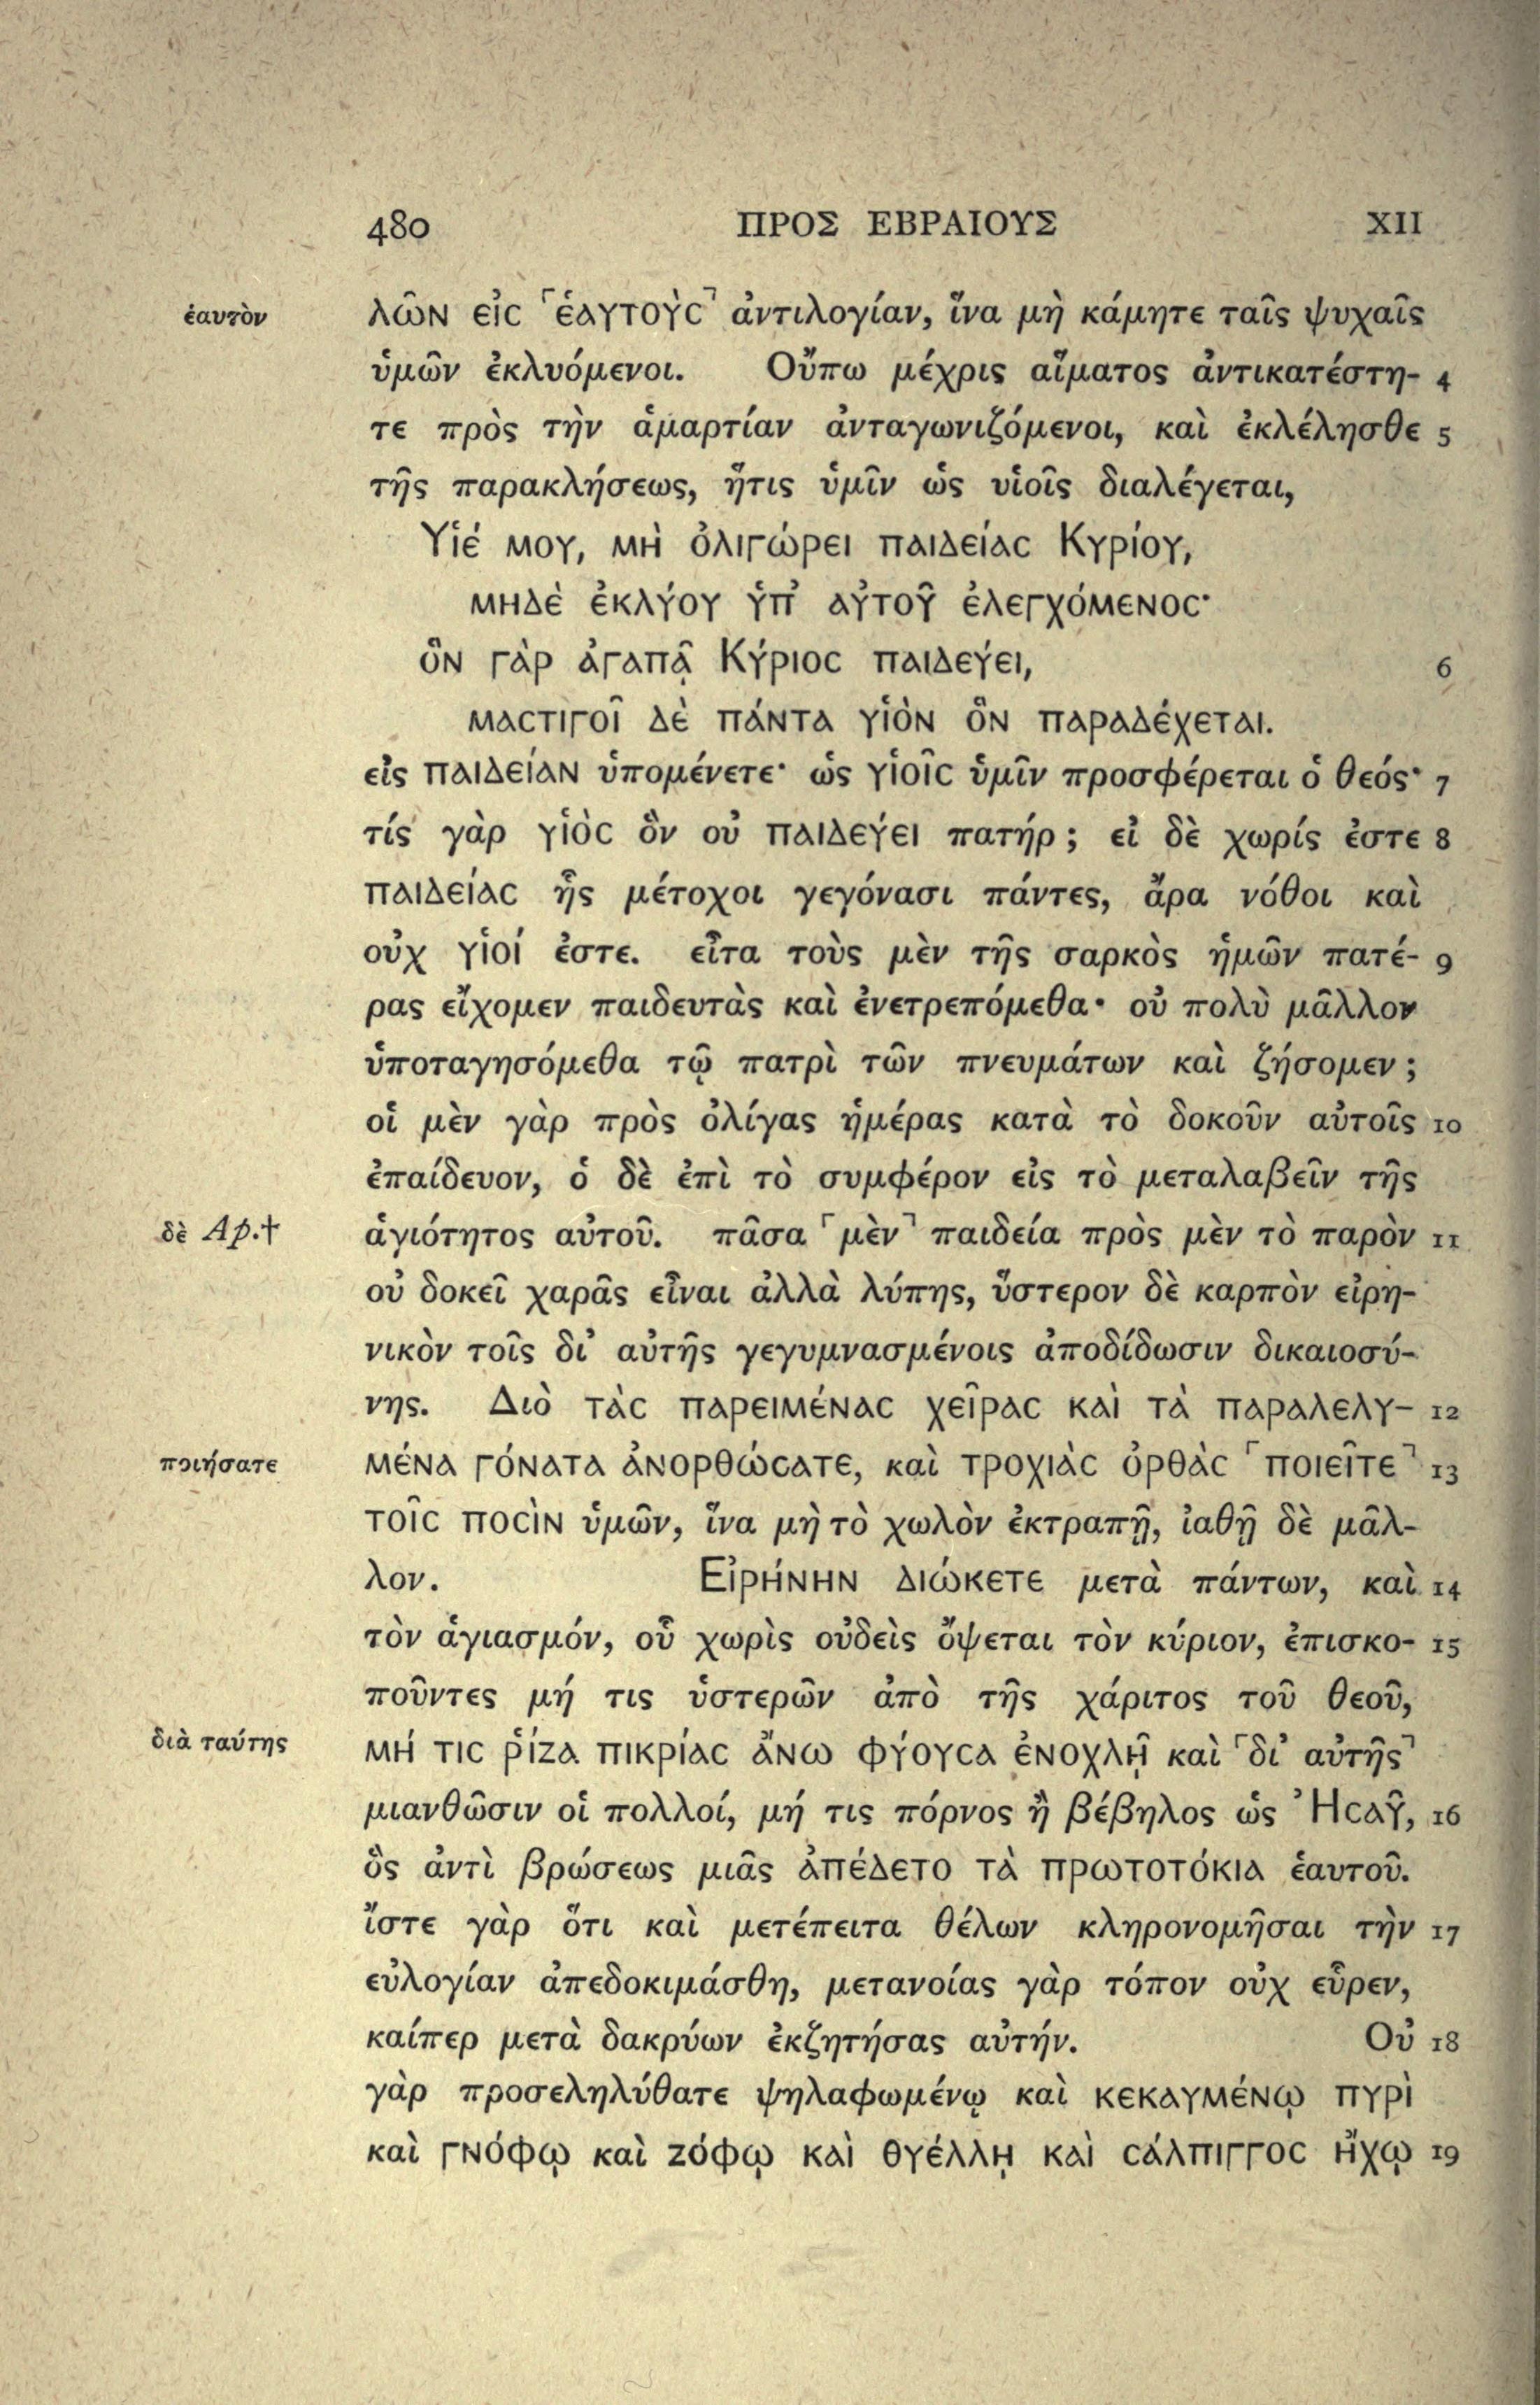 480 ΠΡΟΣ ΕΒΡΑΙΟΥΣ XII
ἑαυτὸν λῶν εἰς ⌜ἑαυτοὺς⌝ ἀντιλογίαν, ἵνα μὴ κάμητε ταῖς ψυχαῖς
ὑμῶν ἐκλυόμενοι. Οὔπω μέχρις αἵματος ἀντικατέστη- 4
τε πρὸς τὴν ἁμαρτίαν ἀνταγωνιζόμενοι, καὶ ἐκλέλησθε 5
τῆς παρακλήσεως, ἥτις ὑμῖν ὡς υἱοῖς διαλέγεται,
Υἱέ μου, μὴ ὀλιγώρει παιδείας Κυρίου,
μηδὲ ἐκλύου ὑπ᾽ αὐτοῦ ἐλεγχόμενος·
ὃν γὰρ ἀγαπᾷ Κύριος παιδεύει, 6
μαστιγοῖ δὲ πάντα υἱὸν ὃν παραδέχεται.
εἰς παιδείαν ὑπομένετε· ὡς υἱοῖς ὑμῖν προσφέρεται ὁ θεός· 7
τίς γὰρ υἱὸς ὃν οὐ παιδεύει πατήρ; εἰ δὲ χωρίς ἐστε 8
παιδείας ἧς μέτοχοι γεγόνασι πάντες, ἄρα νόθοι καὶ
οὐχ υἱοί ἐστε. εἶτα τοὺς μὲν τῆς σαρκὸς ἡμῶν πατέ- 9
ρας εἴχομεν παιδευτὰς καὶ ἐνετρεπόμεθα· οὐ πολὺ μᾶλλον
ὑποταγησόμεθα τῷ πατρὶ τῶν πνευμάτων καὶ ζήσομεν;
οἱ μὲν γὰρ πρὸς ὀλίγας ἡμέρας κατὰ τὸ δοκοῦν αὐτοῖς 10
ἐπαίδευον, ὁ δὲ ἐπὶ τὸ συμφέρον εἰς τὸ μεταλαβεῖν τῆς
δὲ Ap.† ἁγιότητος αὐτοῦ. πᾶσα ⌜μὲν⌝ παιδεία πρὸς μὲν τὸ παρὸν 11
οὐ δοκεῖ χαρᾶς εἶναι ἀλλὰ λύπης, ὕστερον δὲ καρπὸν εἰρη-
νικὸν τοῖς δι᾽ αὐτῆς γεγυμνασμένοις ἀποδίδωσιν δικαιοσύ-
νης. Διὸ τὰς παρειμένας χεῖρας καὶ τὰ παραλελυ- 12
ποιήσατε μένα γόνατα ἀνορθώσατε, καὶ τροχιὰς ὀρθὰς ⌜ποιεῖτε⌝ 13
τοῖς ποσὶν ὑμῶν, ἵνα μὴ τὸ χωλὸν ἐκτραπῇ, ἰαθῇ δὲ μᾶλ-
λον. Εἰρήνην διώκετε μετὰ πάντων, καὶ 14
τὸν ἁγιασμόν, οὗ χωρὶς οὐδεὶς ὄψεται τὸν κύριον, ἐπισκο- 15
ποῦντες μή τις ὑστερῶν ἀπὸ τῆς χάριτος τοῦ θεοῦ,
διὰ ταύτης μή τις ῥίζα πικρίας ἄνω φύουσα ἐνοχλῇ καὶ ⌜δι᾽ αὐτῆς⌝
μιανθῶσιν οἱ πολλοί, μή τις πόρνος ἢ βέβηλος ὡς Ἠσαῦ, 16
ὃς ἀντὶ βρώσεως μιᾶς ἀπέδετο τὰ πρωτοτόκια ἑαυτοῦ.
ἴστε γὰρ ὅτι καὶ μετέπειτα θέλων κληρονομῆσαι τὴν 17
εὐλογίαν ἀπεδοκιμάσθη, μετανοίας γὰρ τόπον οὐχ εὗρεν,
καίπερ μετὰ δακρύων ἐκζητήσας αὐτήν. Οὐ 18
γὰρ προσεληλύθατε ψηλαφωμένῳ καὶ κεκαυμένῳ πυρὶ
καὶ γνόφῳ καὶ ζόφῳ καὶ θυέλλῃ καὶ σάλπιγγος ἤχῳ 19